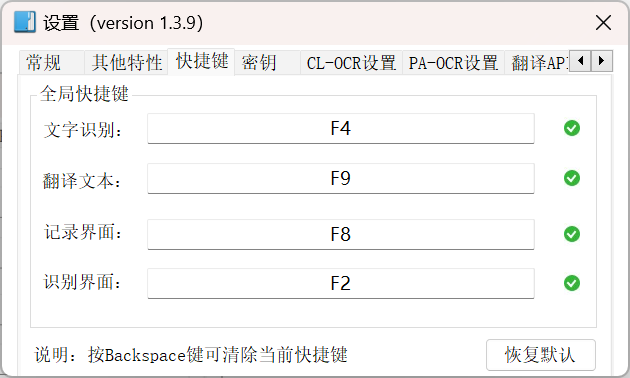 设置（version 1.3.9）
常规 其他特性 快捷键 密钥 CL-OCR设置 PA-OCR设置 翻译AP
全局快捷键
文字识别： F4
翻译文本： F9
记录界面： F8
识别界面： F2
说明：按Backspace键可清除当前快捷键 恢复默认